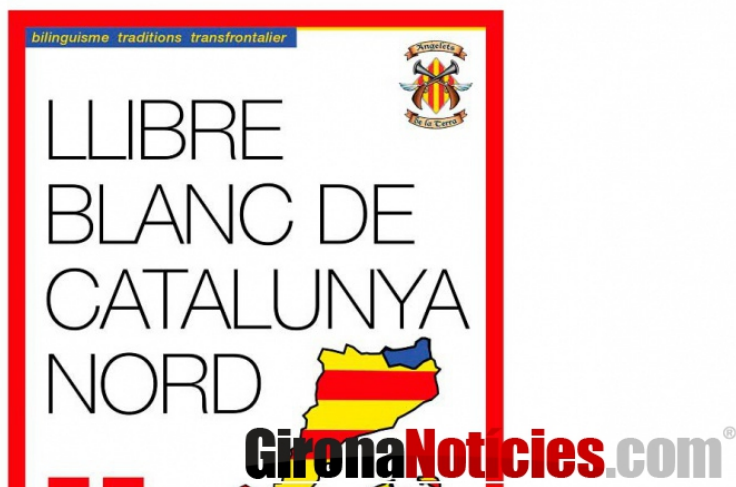 bilinguisme traditions transfrontalier
Angelets
de la Terra
LLIBRE
BLANC DE
CATALUNYA
NORD
GironaNotícies.com®